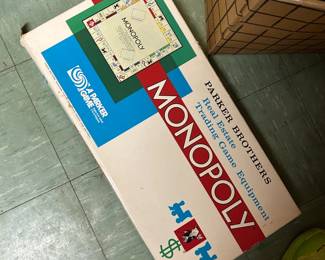 MONOPOLY
A PARKER
GAME
PARKER BROTHERS
Real Estate
Trading Game Equipment
MONOPOLY
$